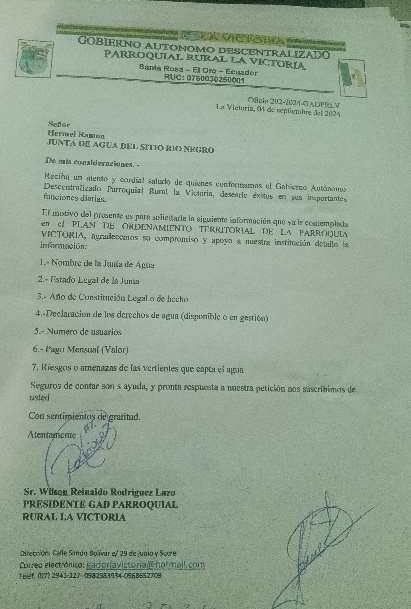 LA VICTORIA
GOBIERNO AUTONOMO DESCENTRALIZADO
PARROQUIAL RURAL LA VICTORIA
Santa Rosa – El Oro – Ecuador
RUC: 0760030250001
Oficio 202-2024-GADPRLV
La Victoria, 04 de septiembre del 2024
Señor
Hermel Ramon
JUNTA DE AGUA DEL SITIO RIO NEGRO
De mis consideraciones. -
Reciba un atento y cordial saludo de quienes conformamos el Gobierno Autónomo
Descentralizado Parroquial Rural la Victoria, desearle éxitos en sus importantes
funciones diarias.
El motivo del presente es para solicitarle la siguiente información que va a contemplada
en el PLAN DE ORDENAMIENTO TERRITORIAL DE LA PARROQUIA
VICTORIA, agradecemos su compromiso y apoyo a nuestra institución detallo la
información:
1.- Nombre de la Junta de Agua
2.- Estado Legal de la Junta
3.- Año de Constitución Legal o de hecho
4.-Declaracion de los derechos de agua (disponible o en gestión)
5.- Numero de usuarios
6.- Pago Mensual (Valor)
7. Riesgos o amenazas de las vertientes que capta el agua
Seguros de contar son s ayuda, y pronta respuesta a nuestra petición nos suscribimos de
usted
Con sentimientos de gratitud.
Atentamente
Sr. Wilson Reinaldo Rodriguez Lazo
PRESIDENTE GAD PARROQUIAL
RURAL LA VICTORIA
Dirección: Calle Simón Bolívar e/ 29 de Junio y Sucre
Correo electrónico: gadprlavictoria@hotmail.com
Telef. (07) 2943-327- 0982983934-0968652709